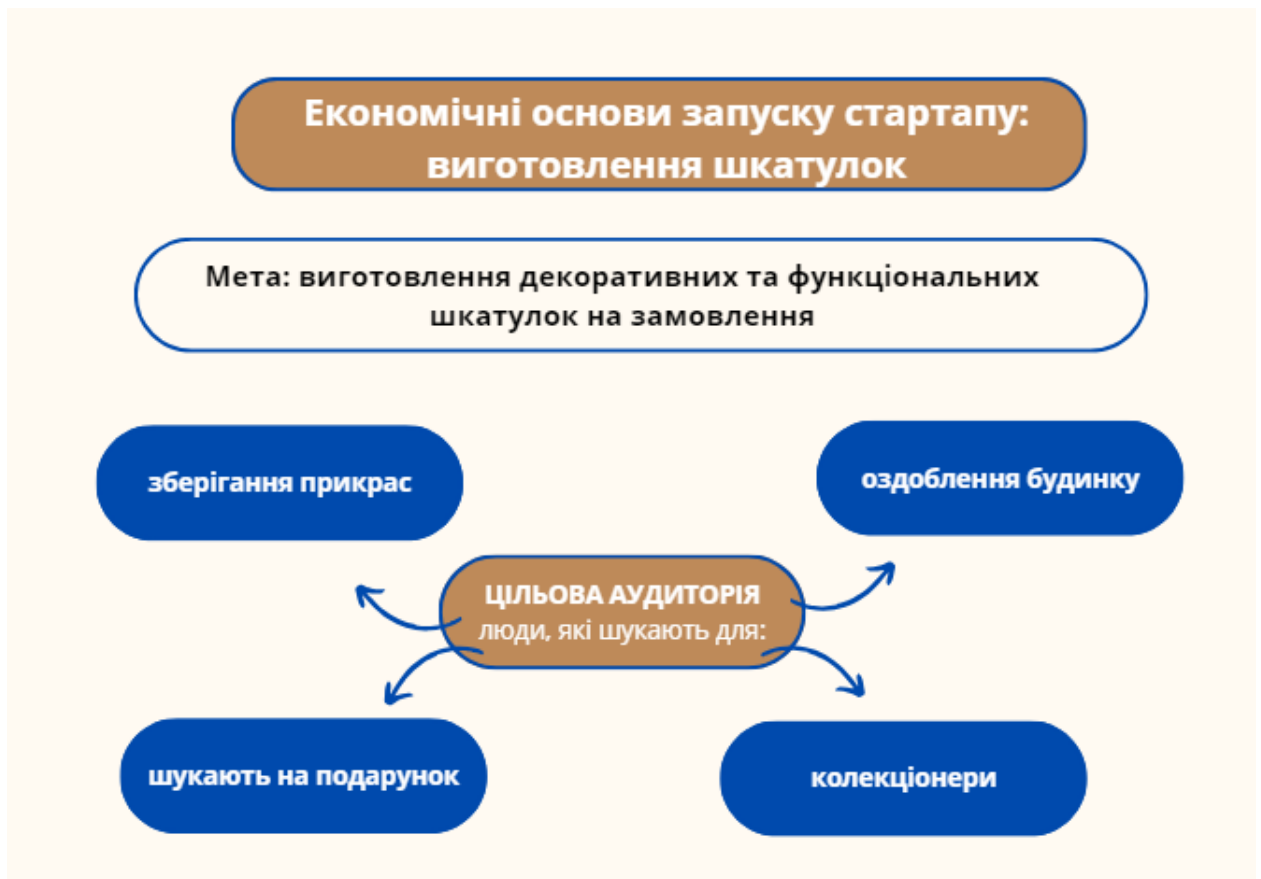 Економічні основи запуску стартапу:
виготовлення шкатулок
Мета: виготовлення декоративних та функціональних
шкатулок на замовлення
зберігання прикрас
оздоблення будинку
ЦІЛЬОВА АУДИТОРІЯ
люди, які шукають для:
шукають на подарунок
колекціонери